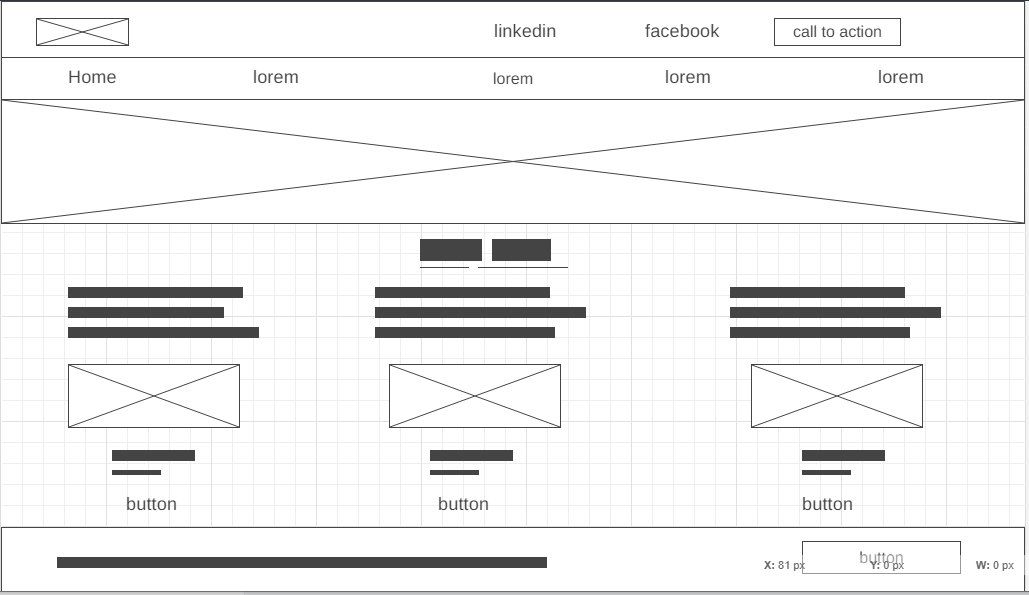 linkedin facebook call to action
Home lorem lorem lorem lorem
button button button
button
X: 81 px Y: 0 px W: 0 px